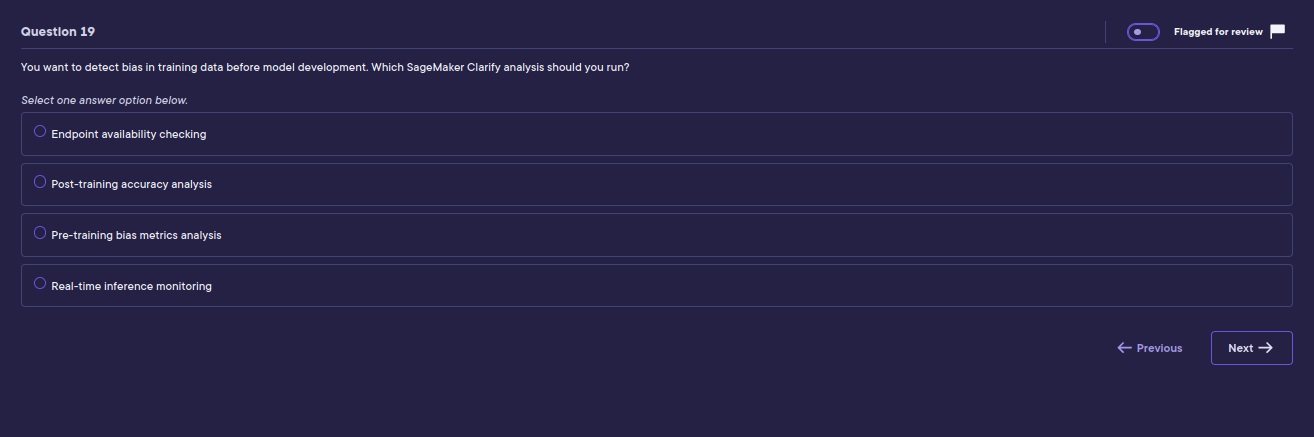 Question 19
Flagged for review
You want to detect bias in training data before model development. Which SageMaker Clarify analysis should you run?
Select one answer option below.
Endpoint availability checking
Post-training accuracy analysis
Pre-training bias metrics analysis
Real-time inference monitoring
Previous
Next